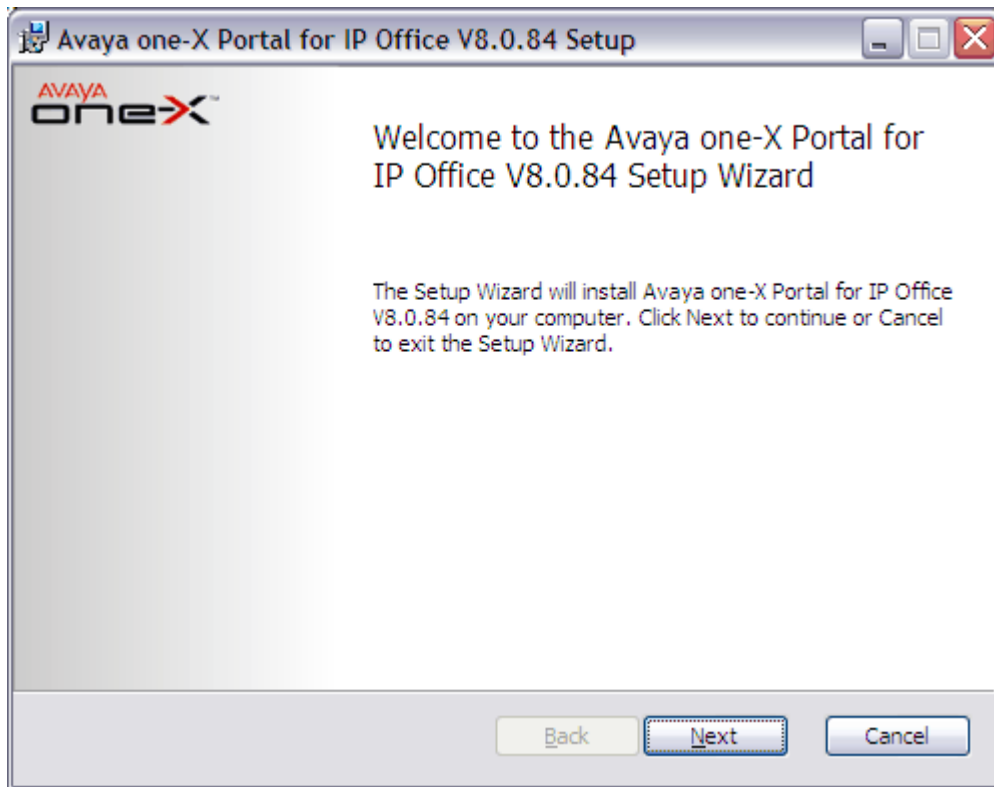 Avaya one-X Portal for IP Office V8.0.84 Setup
AVAYA
one-X™
Welcome to the Avaya one-X Portal for
IP Office V8.0.84 Setup Wizard
The Setup Wizard will install Avaya one-X Portal for IP Office
V8.0.84 on your computer. Click Next to continue or Cancel
to exit the Setup Wizard.
Back
Next
Cancel